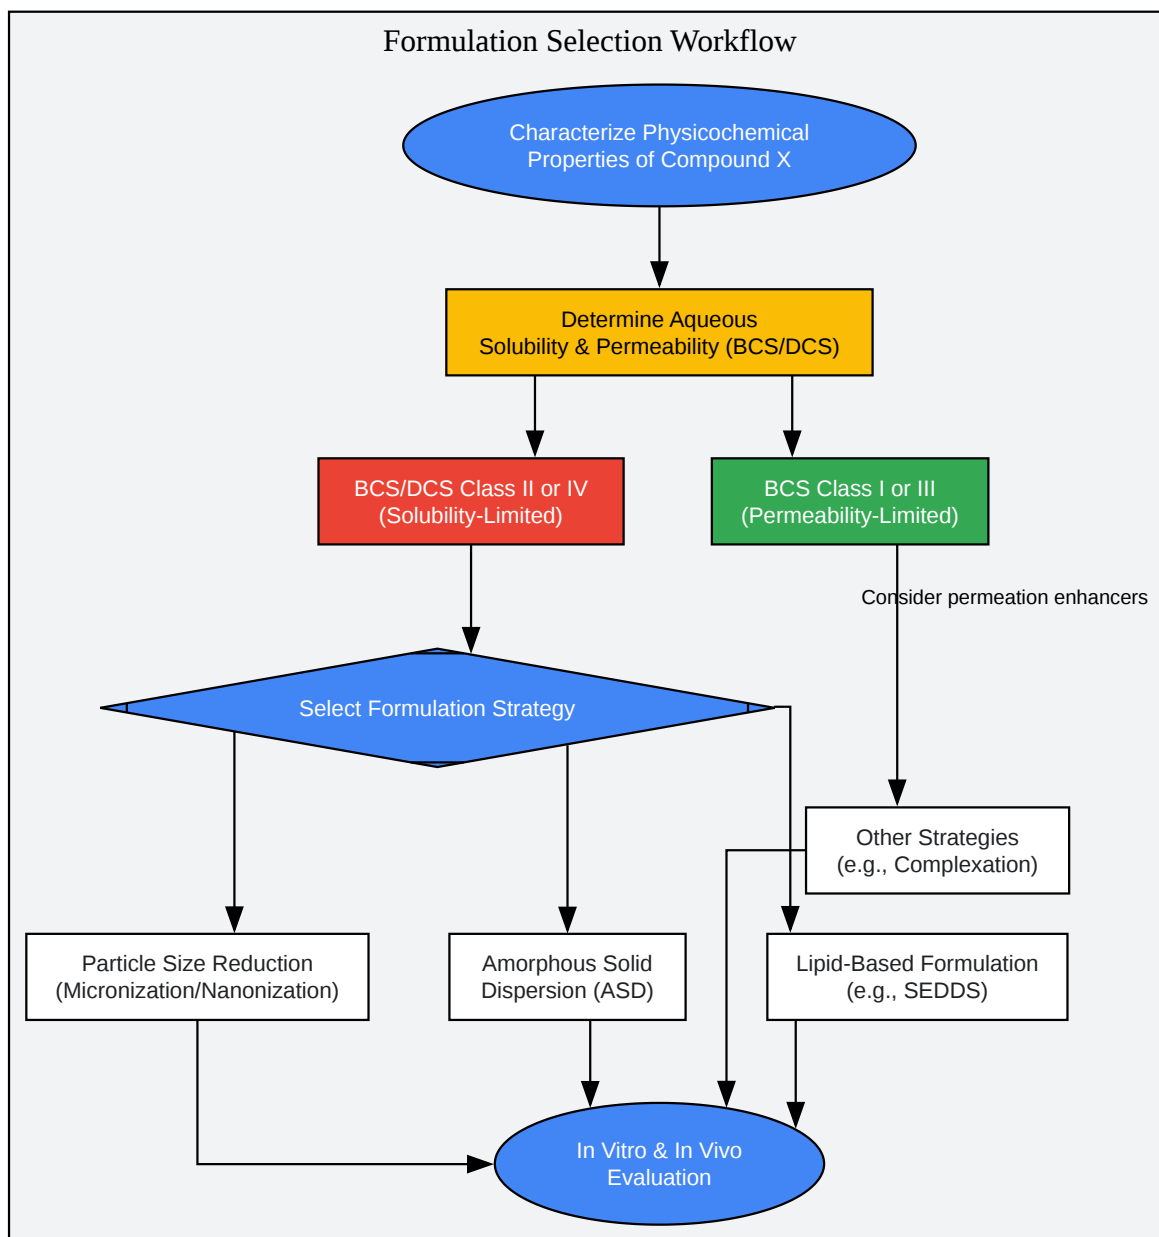 Formulation Selection Workflow
Characterize Physicochemical
Properties of Compound X
Determine Aqueous
Solubility & Permeability (BCS/DCS)
BCS/DCS Class II or IV
(Solubility-Limited)
BCS Class I or III
(Permeability-Limited)
Consider permeation enhancers
Select Formulation Strategy
Other Strategies
(e.g., Complexation)
Particle Size Reduction
(Micronization/Nanonization)
Amorphous Solid
Dispersion (ASD)
Lipid-Based Formulation
(e.g., SEDDS)
In Vitro & In Vivo
Evaluation